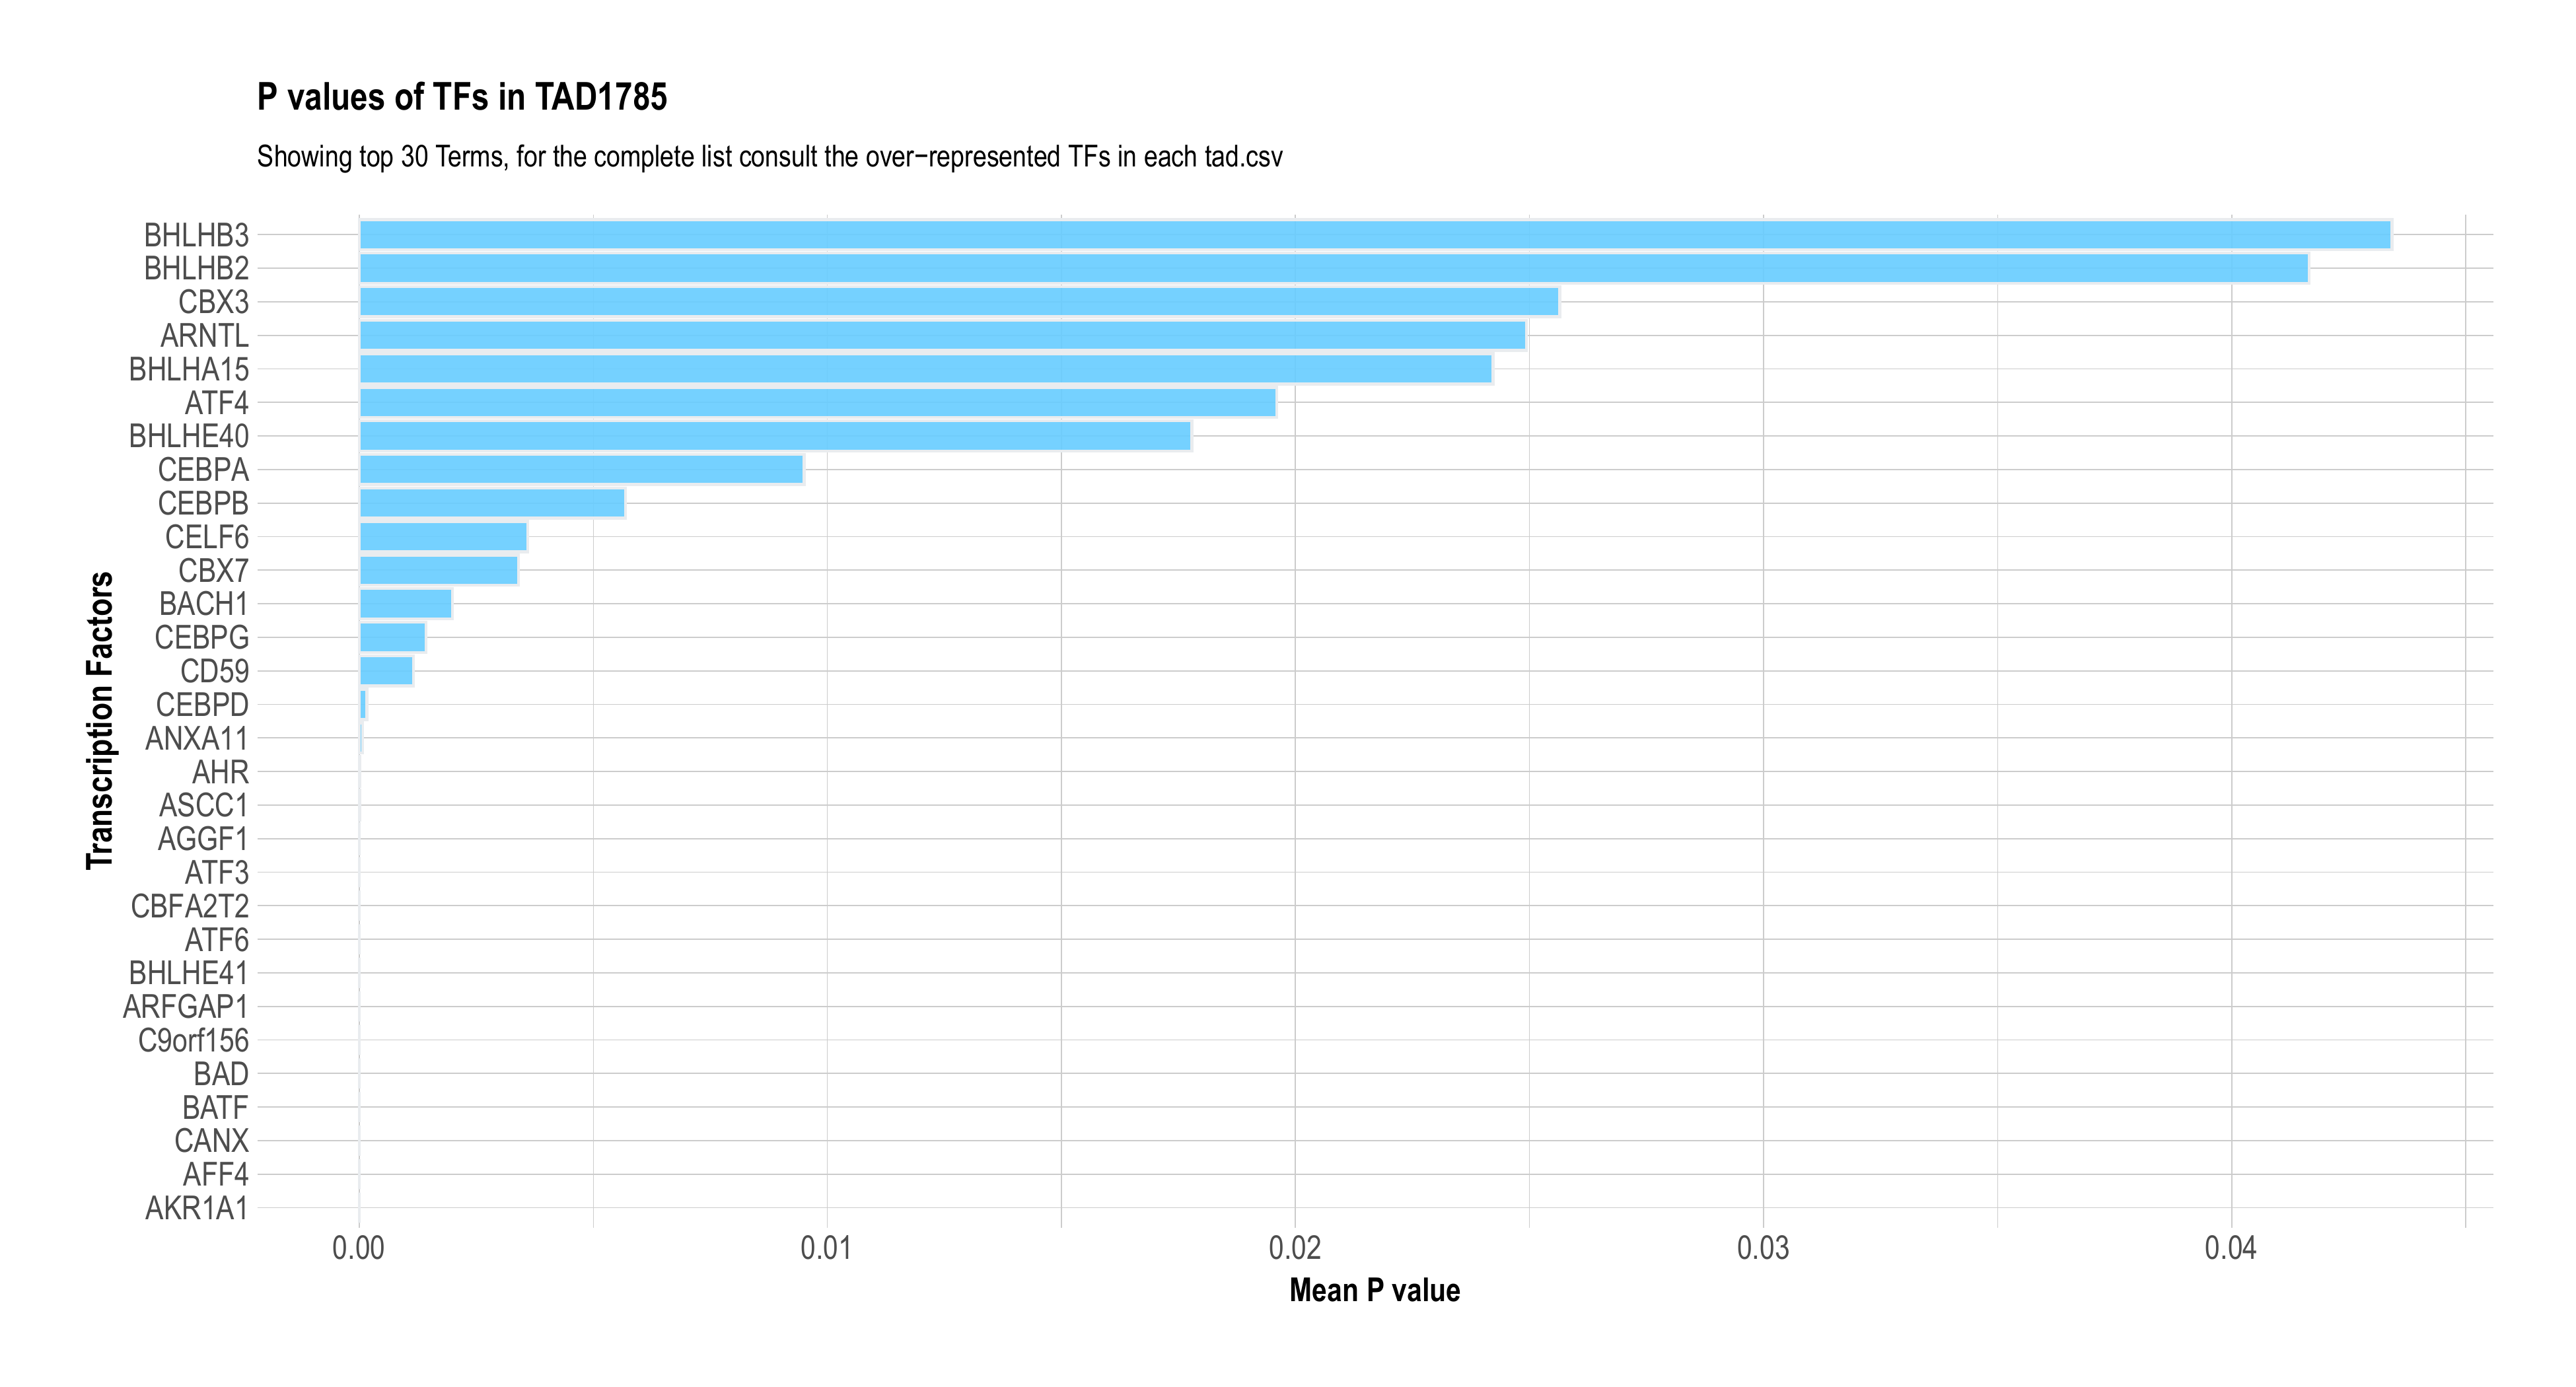 P values of TFs in TAD1785
Showing top 30 Terms, for the complete list consult the over−represented TFs in each tad.csv
Transcription Factors
BHLHB3
BHLHB2
CBX3
ARNTL
BHLHA15
ATF4
BHLHE40
CEBPA
CEBPB
CELF6
CBX7
BACH1
CEBPG
CD59
CEBPD
ANXA11
AHR
ASCC1
AGGF1
ATF3
CBFA2T2
ATF6
BHLHE41
ARFGAP1
C9orf156
BAD
BATF
CANX
AFF4
AKR1A1
0.00 0.01 0.02 0.03 0.04
Mean P value